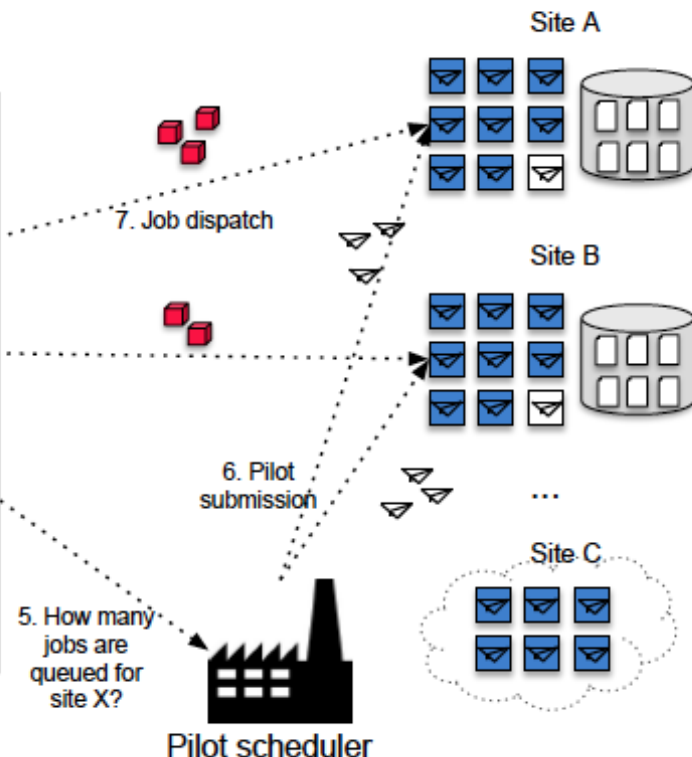 Site A
7. Job dispatch
Site B
6. Pilot
submission
...
Site C
5. How many
jobs are
queued for
site X?
Pilot scheduler